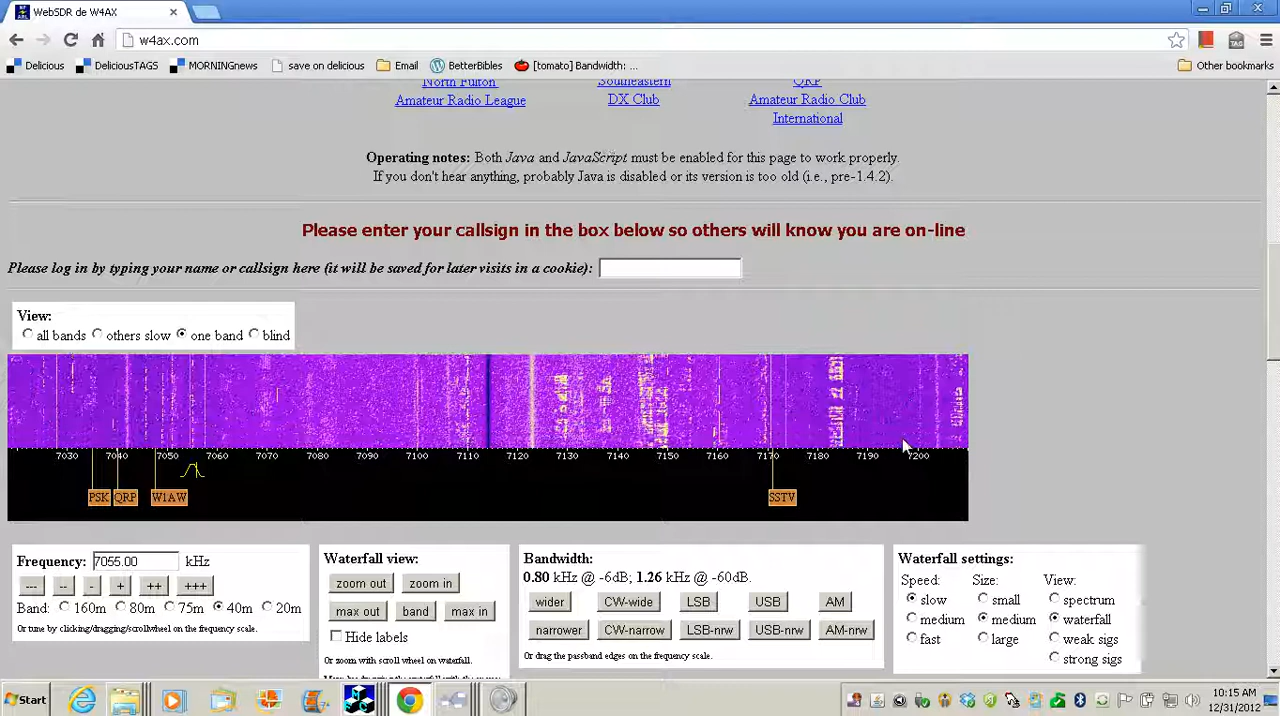 WebSDR de W4AX
w4ax.com
Delicious
DeliciousTAGS
MORNINGnews
save on delicious
Email
BetterBibles
[tomato] Bandwidth: ...
Other bookmarks
North Fulton
Amateur Radio League
Southeastern
DX Club
QRP
Amateur Radio Club
International
Operating notes: Both Java and JavaScript must be enabled for this page to work properly.
If you don't hear anything, probably Java is disabled or its version is too old (i.e., pre-1.4.2).
Please enter your callsign in the box below so others will know you are on-line
Please log in by typing your name or callsign here (it will be saved for later visits in a cookie):
View:
all bands others slow one band blind
7030 7040 7050 7060 7070 7080 7090 7100 7110 7120 7130 7140 7150 7160 7170 7180 7190 7200
PSK QRP W1AW SSTV
Frequency: 7055.00 kHz
--- -- - + ++ +++
Band: 160m 80m 75m 40m 20m
Or tune by clicking/dragging/scrollwheel on the frequency scale.
Waterfall view:
zoom out zoom in
max out band max in
Hide labels
Or zoom with scroll wheel on waterfall.
Bandwidth:
0.80 kHz @ -6dB; 1.26 kHz @ -60dB.
wider CW-wide LSB USB AM
narrower CW-narrow LSB-nrw USB-nrw AM-nrw
Or drag the passband edges on the frequency scale.
Waterfall settings:
Speed: Size: View:
slow small spectrum
medium medium waterfall
fast large weak sigs
strong sigs
Start
10:15 AM
12/31/2012